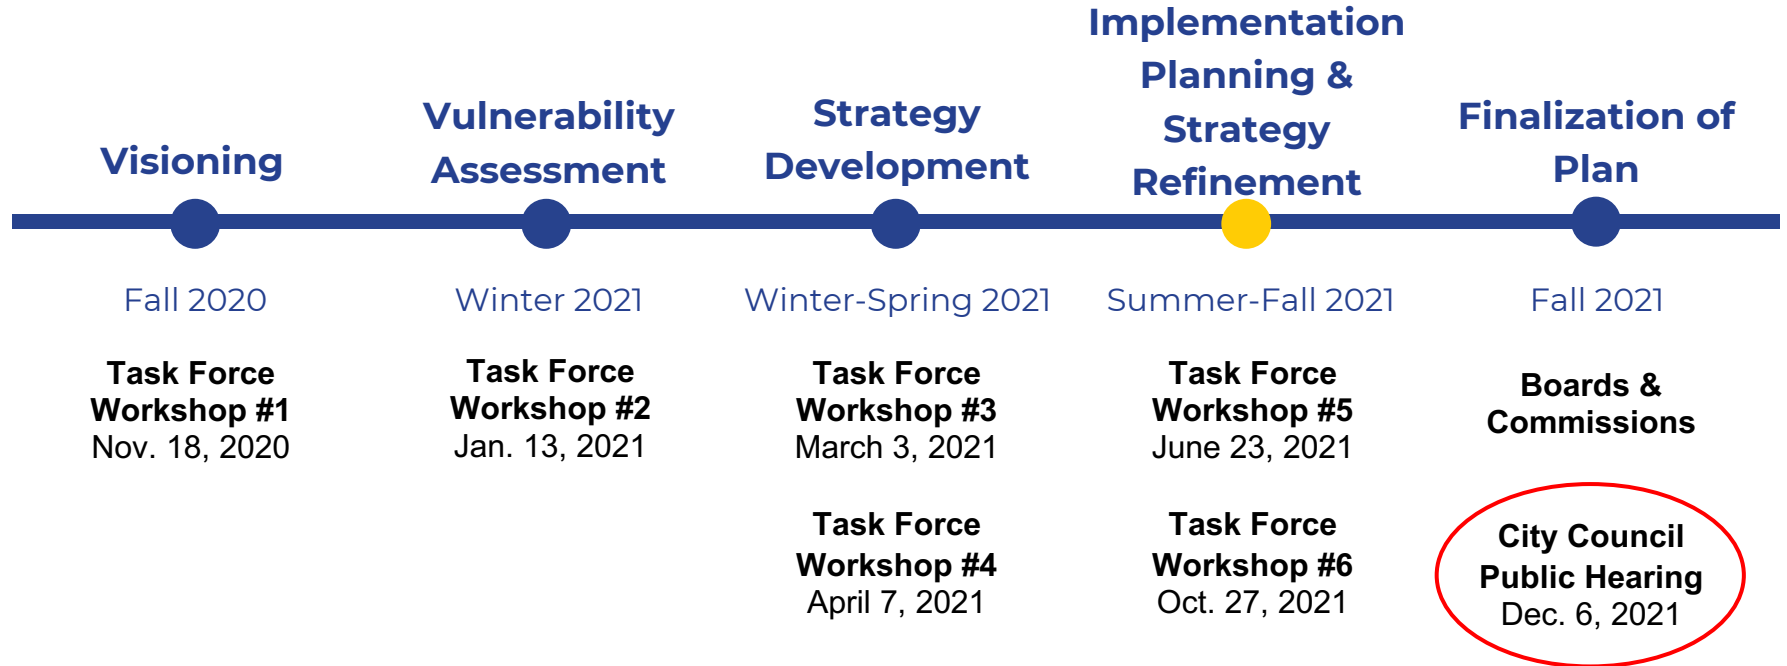 Visioning
Fall 2020
Task Force
Workshop #1
Nov. 18, 2020
Vulnerability
Assessment
Winter 2021
Task Force
Workshop #2
Jan. 13, 2021
Strategy
Development
Winter-Spring 2021
Task Force
Workshop #3
March 3, 2021
Task Force
Workshop #4
April 7, 2021
Implementation
Planning &
Strategy
Refinement
Summer-Fall 2021
Task Force
Workshop #5
June 23, 2021
Task Force
Workshop #6
Oct. 27, 2021
Finalization of
Plan
Fall 2021
Boards &
Commissions
City Council
Public Hearing
Dec. 6, 2021